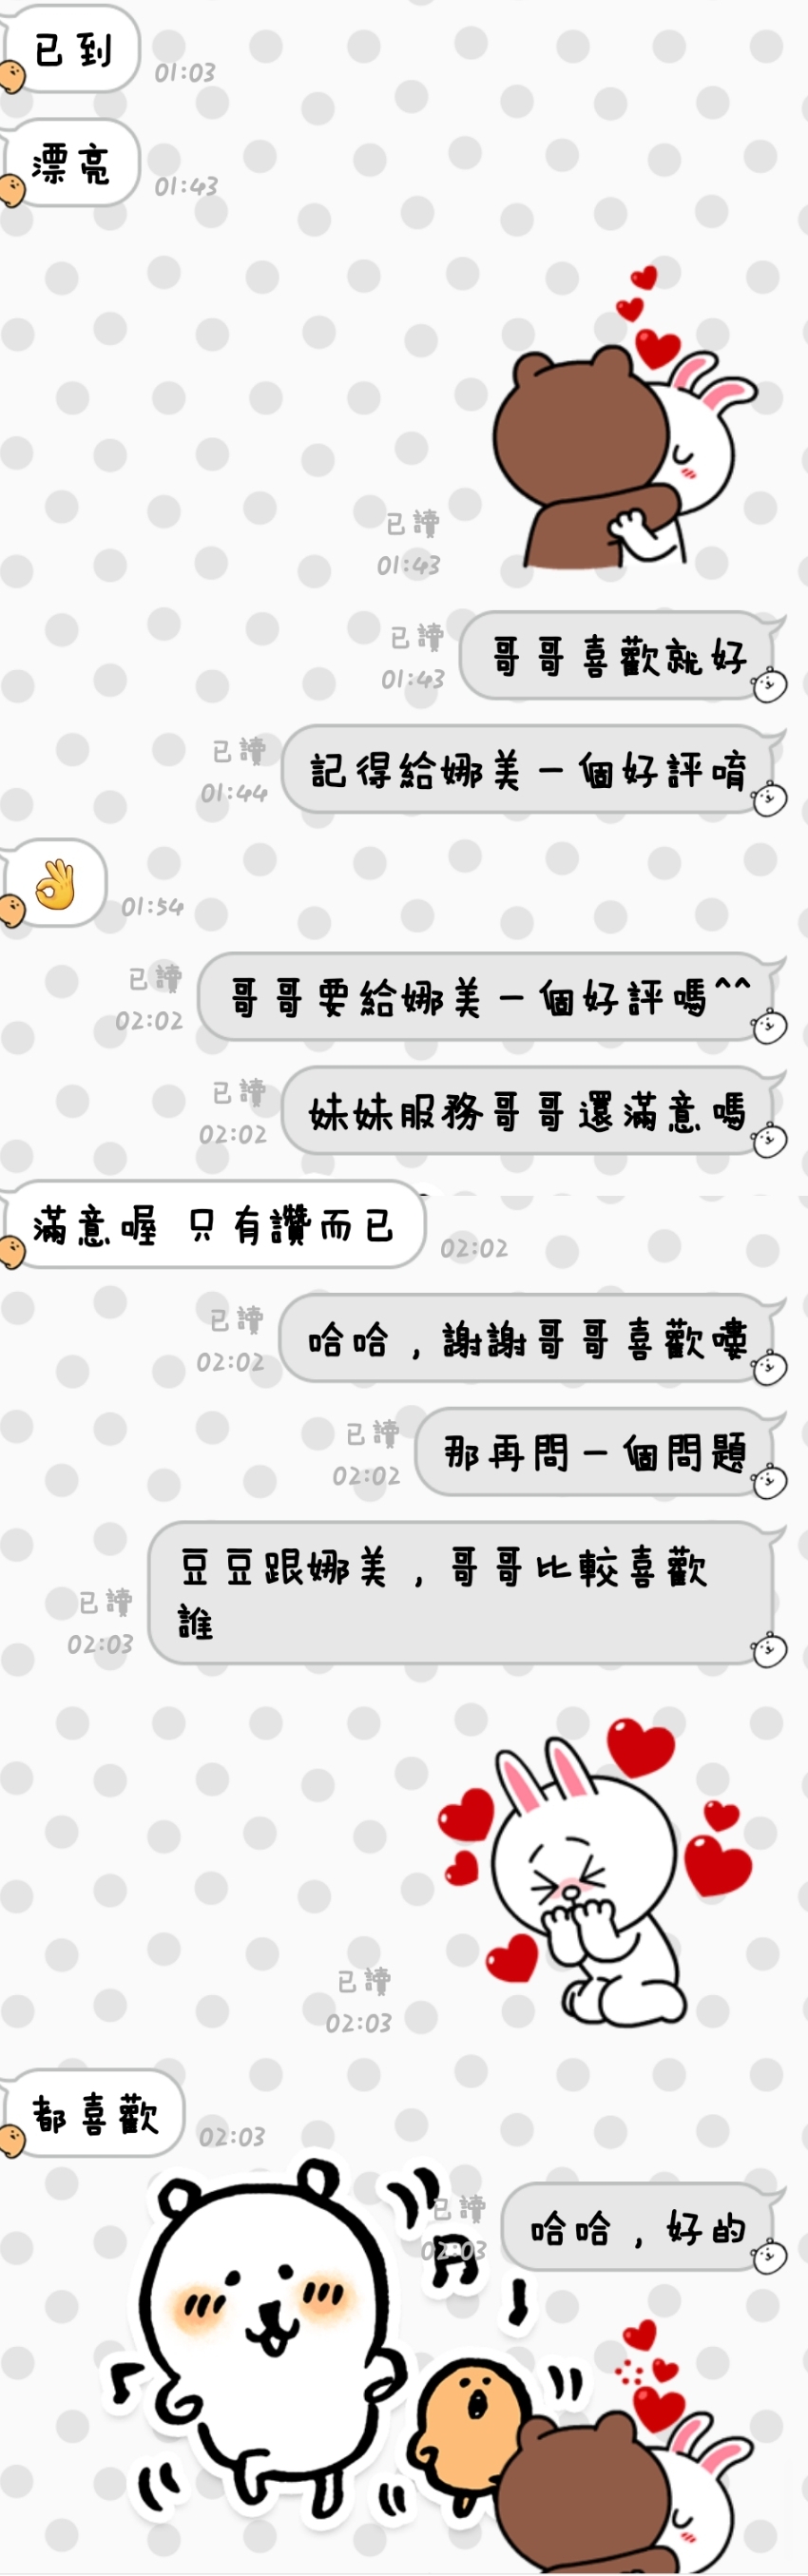 已到
01:03
漂亮
01:43
已讀
01:43
已讀
01:43
哥哥喜歡就好
已讀
01:44
記得給娜美一個好評唷
👌
01:54
已讀
02:02
哥哥要給娜美一個好評嗎^^
已讀
02:02
妹妹服務哥哥還滿意嗎
滿意喔 只有讚而已
02:02
已讀
02:02
哈哈，謝謝哥哥喜歡嘍
已讀
02:02
那再問一個問題
已讀
02:03
豆豆跟娜美，哥哥比較喜歡
誰
已讀
02:03
都喜歡
02:03
已讀
02:03
哈哈，好的